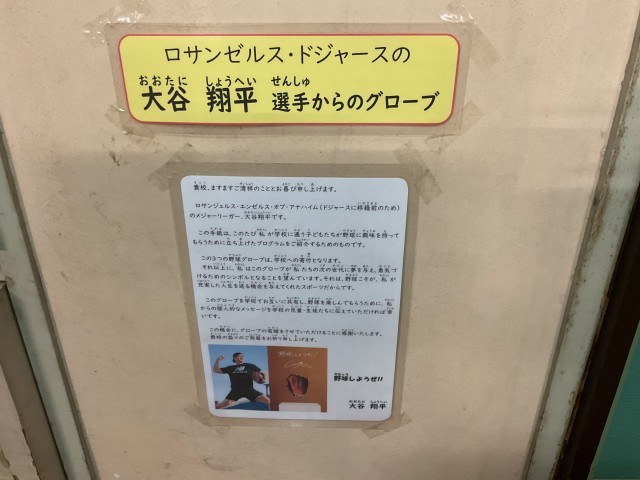 ロサンゼルス・ドジャースの
大谷 翔平 選手からのグローブ
貴校、ますますご清祥のこととお喜び申し上げます。
ロサンジェルス・エンゼルス・オブ・アナハイム（ドジャースに移籍前のため）
のメジャーリーガー、大谷翔平です。
この手紙は、このたび私が学校に通う子どもたちが野球に興味を持って
もらうために立ち上げたプログラムをご紹介するためのものです。
この3つの野球グローブは、学校への寄付となります。
それ以上に、私はこのグローブが私たちの次の世代に夢を与え、勇気づ
けるためのシンボルとなることを望んでいます。それは、野球こそが、私が
充実した人生を送る機会を与えてくれたスポーツだからです。
このグローブを学校でお互いに共有し、野球を楽しんでもらうために、私
からの個人的なメッセージを学校の児童・生徒たちに伝えていただければ幸
いです。
この機会に、グローブの寄贈をさせていただけることに感謝いたします。
貴校の益々のご発展をお祈り申し上げます。
野球しようぜ!
野球しようぜ!!
大谷 翔平